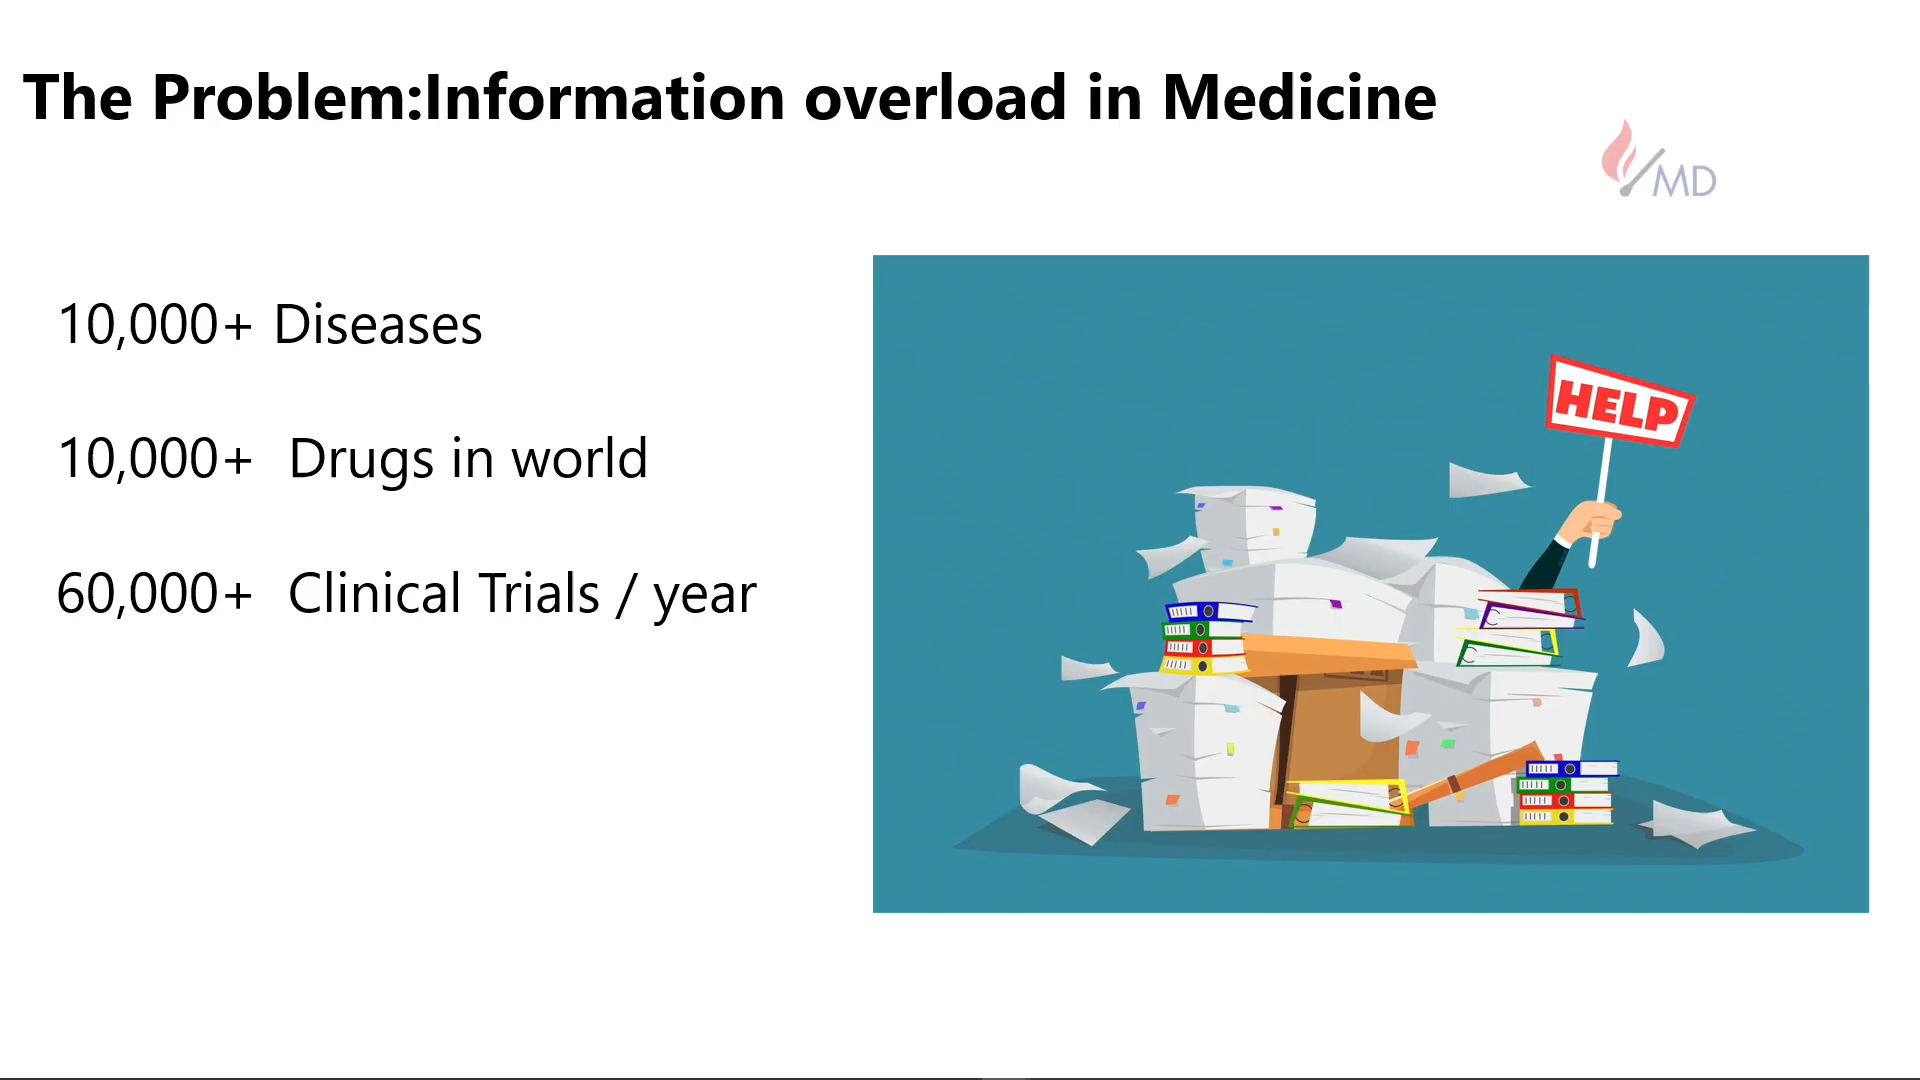 The Problem:Information overload in Medicine
MD
10,000+ Diseases
10,000+ Drugs in world
60,000+ Clinical Trials / year
HELP